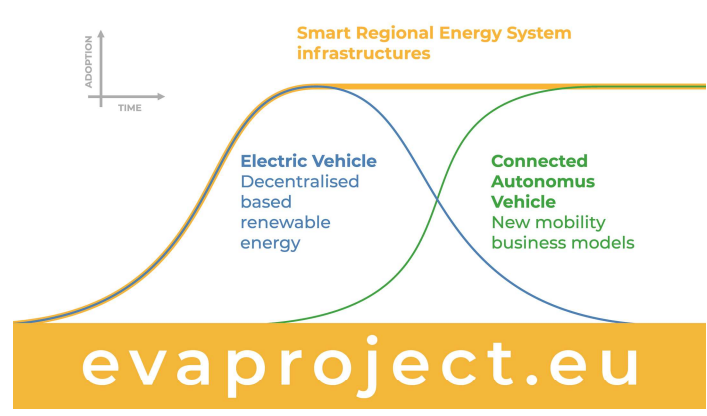 Smart Regional Energy System
infrastructures
ADOPTION
TIME
Electric Vehicle
Decentralised
based
renewable
energy
Connected
Autonomus
Vehicle
New mobility
business models
evaproject.eu